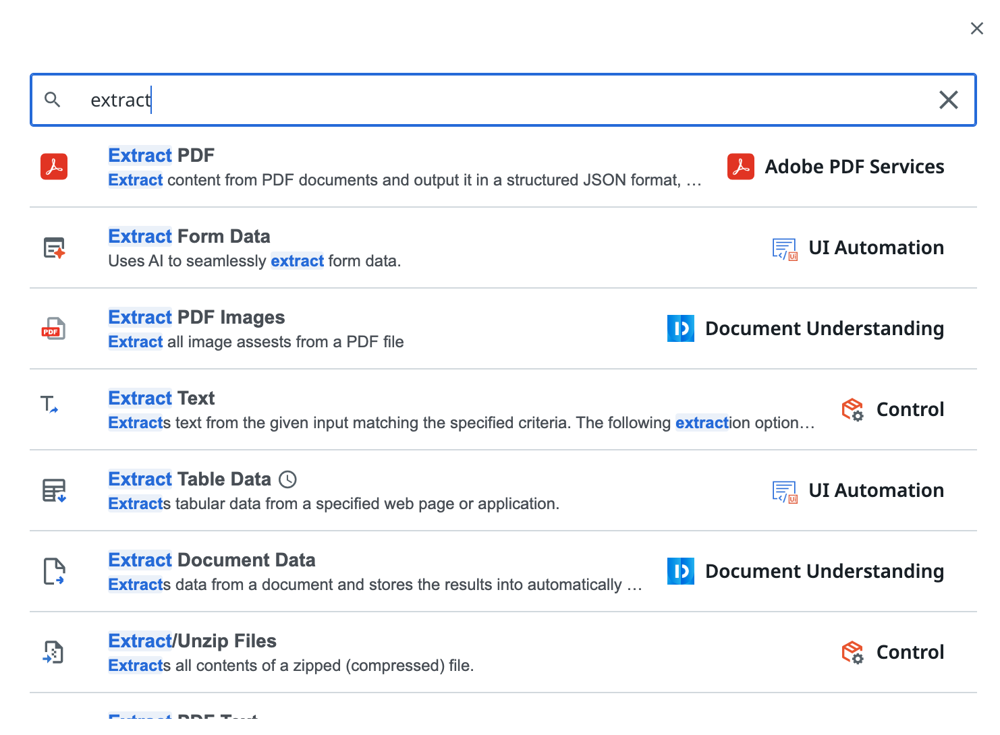 extract
Extract PDF
Extract content from PDF documents and output it in a structured JSON format, …
Adobe PDF Services
Extract Form Data
Uses AI to seamlessly extract form data.
UI Automation
Extract PDF Images
Extract all image assests from a PDF file
PDF
Document Understanding
Extract Text
Extracts text from the given input matching the specified criteria. The following extraction option…
Control
Extract Table Data
Extracts tabular data from a specified web page or application.
UI Automation
Extract Document Data
Extracts data from a document and stores the results into automatically …
Document Understanding
Extract/Unzip Files
Extracts all contents of a zipped (compressed) file.
Control
Extract PDF Text